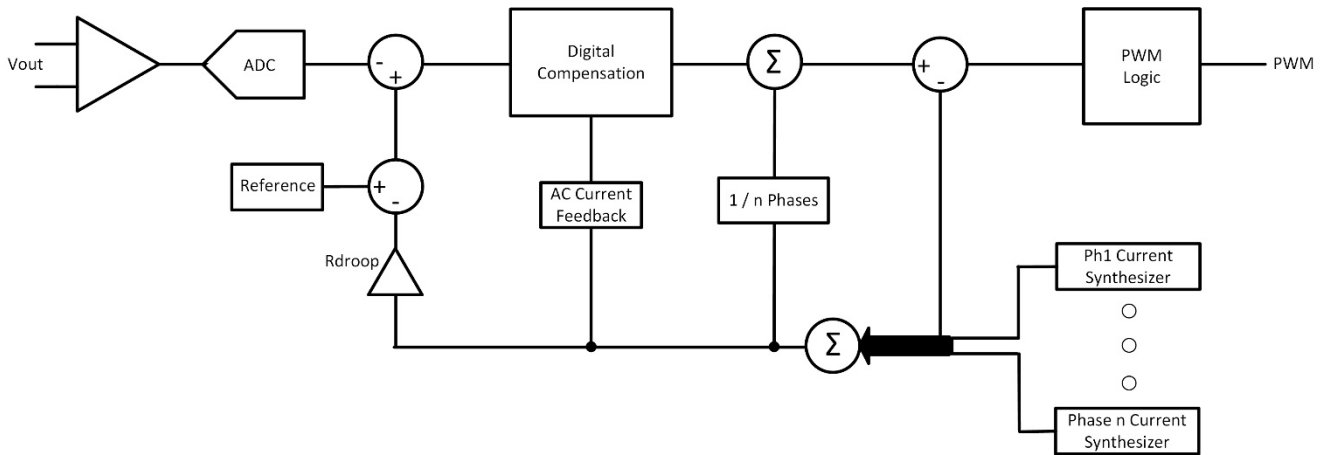 Vout
ADC
-
+
Digital
Compensation
Σ
+
-
PWM
Logic
PWM
Reference
+
-
AC Current
Feedback
1 / n Phases
Rdroop
Σ
Ph1 Current
Synthesizer
Phase n Current
Synthesizer